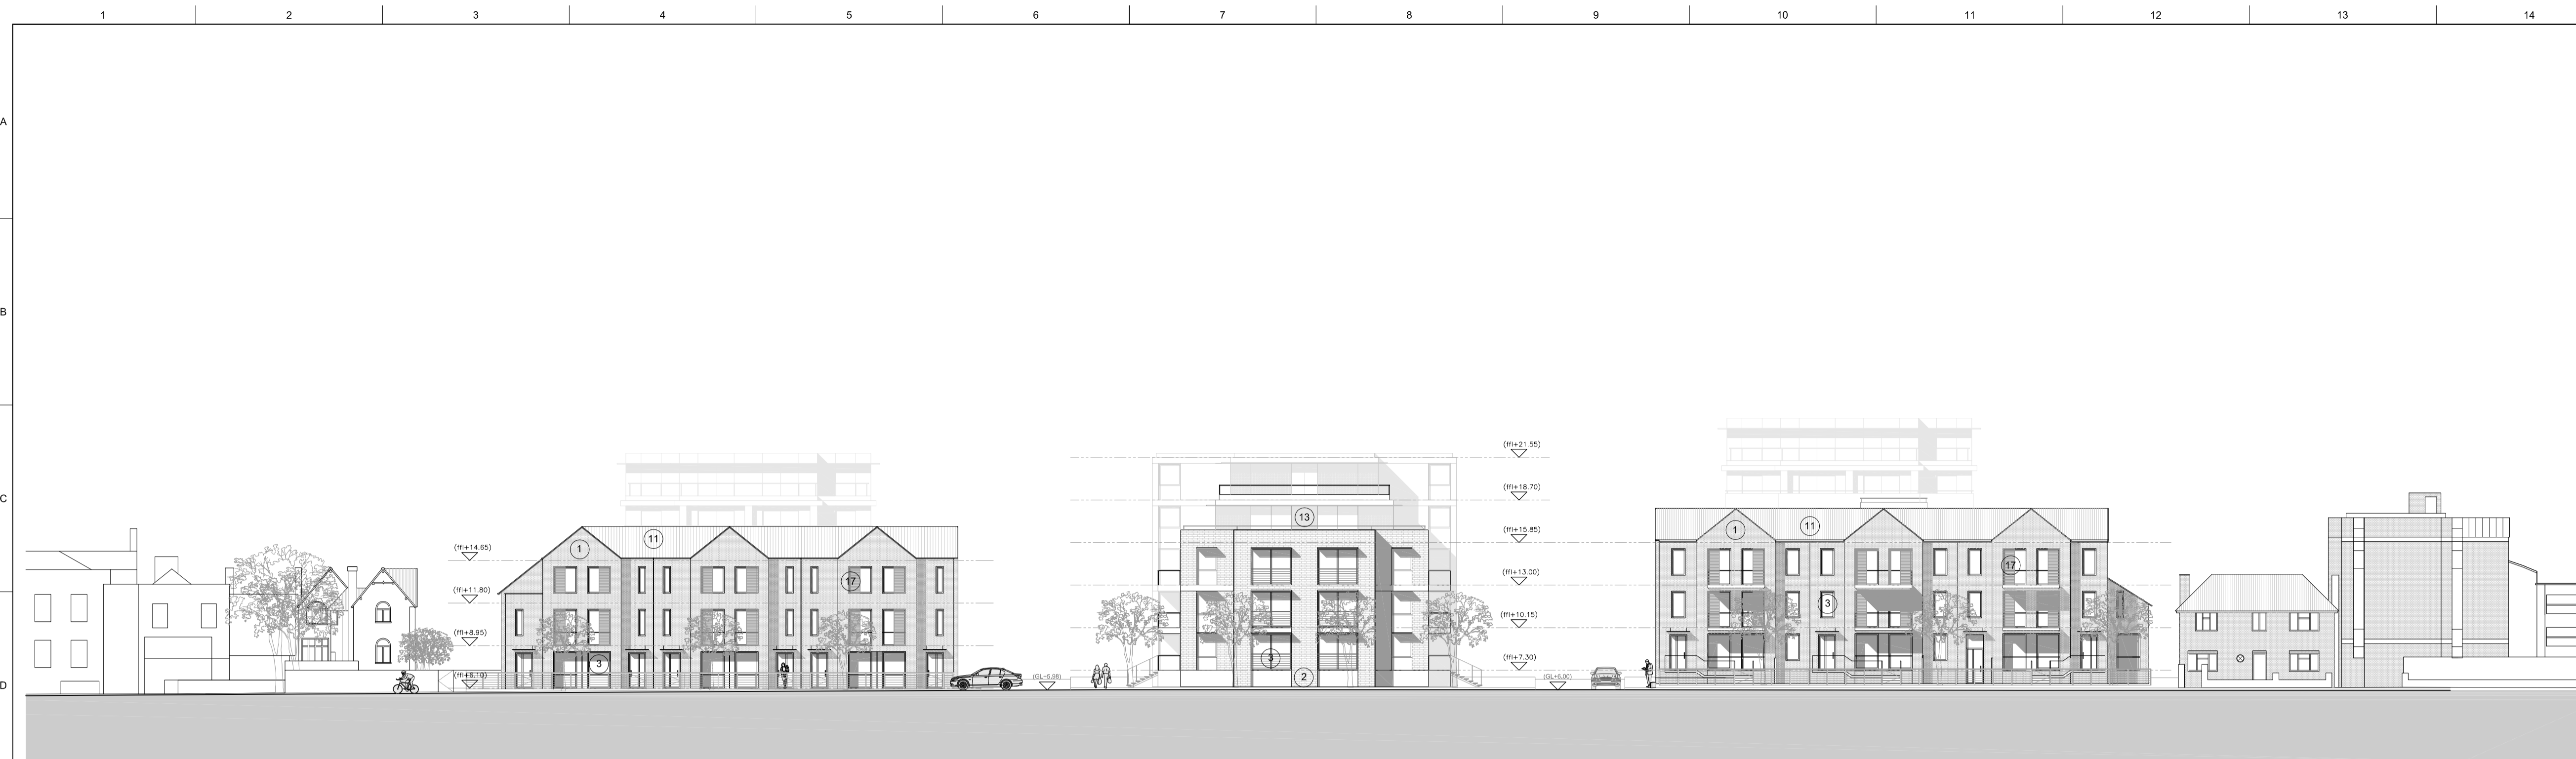 1 2 3 4 5 6 7 8 9 10 11 12 13 14
A
B
C
D
(ffl+21.55)
(ffl+18.70)
13
(ffl+15.85)
1 11
1 11
(ffl+14.65)
17
17
(ffl+13.00)
(ffl+11.80)
3
(ffl+10.15)
(ffl+8.95)
3
3
(ffl+7.30)
(ffl+6.10)
2
(GL+5.98)
(GL+6.00)